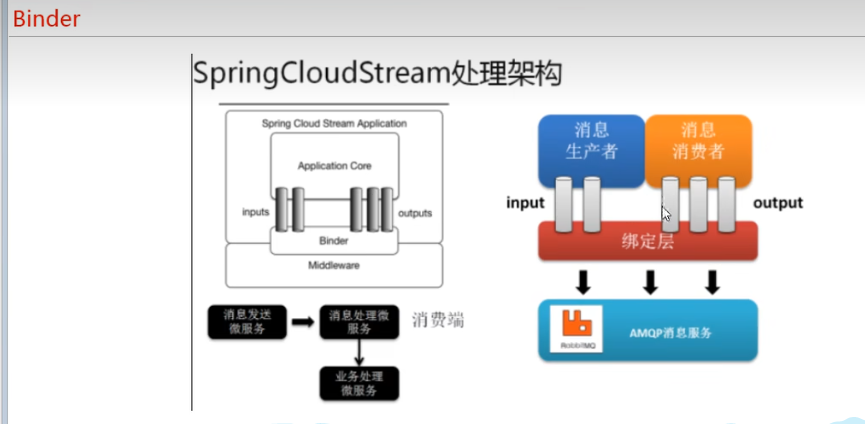 Binder
SpringCloudStream处理架构
Spring Cloud Stream Application
Application Core
inputs
outputs
Binder
Middleware
消息发送
微服务
消息处理微
服务
消费端
业务处理
微服务
消息
生产者
消息
消费者
input
output
绑定层
RabbitMQ
AMQP消息服务